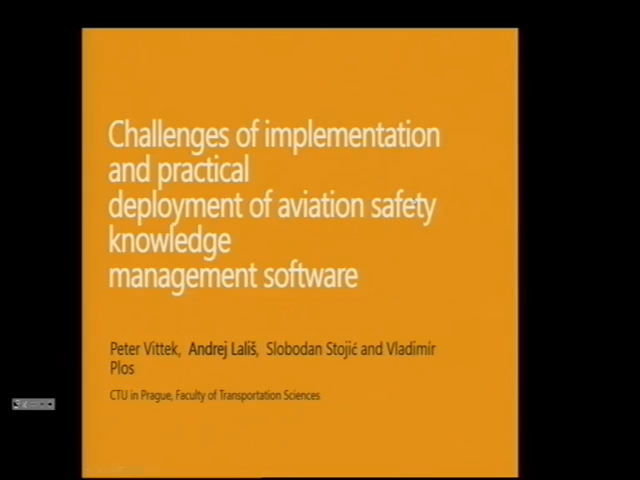 Challenges of implementation
and practical
deployment of aviation safety
knowledge
management software
Peter Vittek, Andrej Lališ, Slobodan Stojić and Vladimír
Plos
CTU in Prague, Faculty of Transportation Sciences